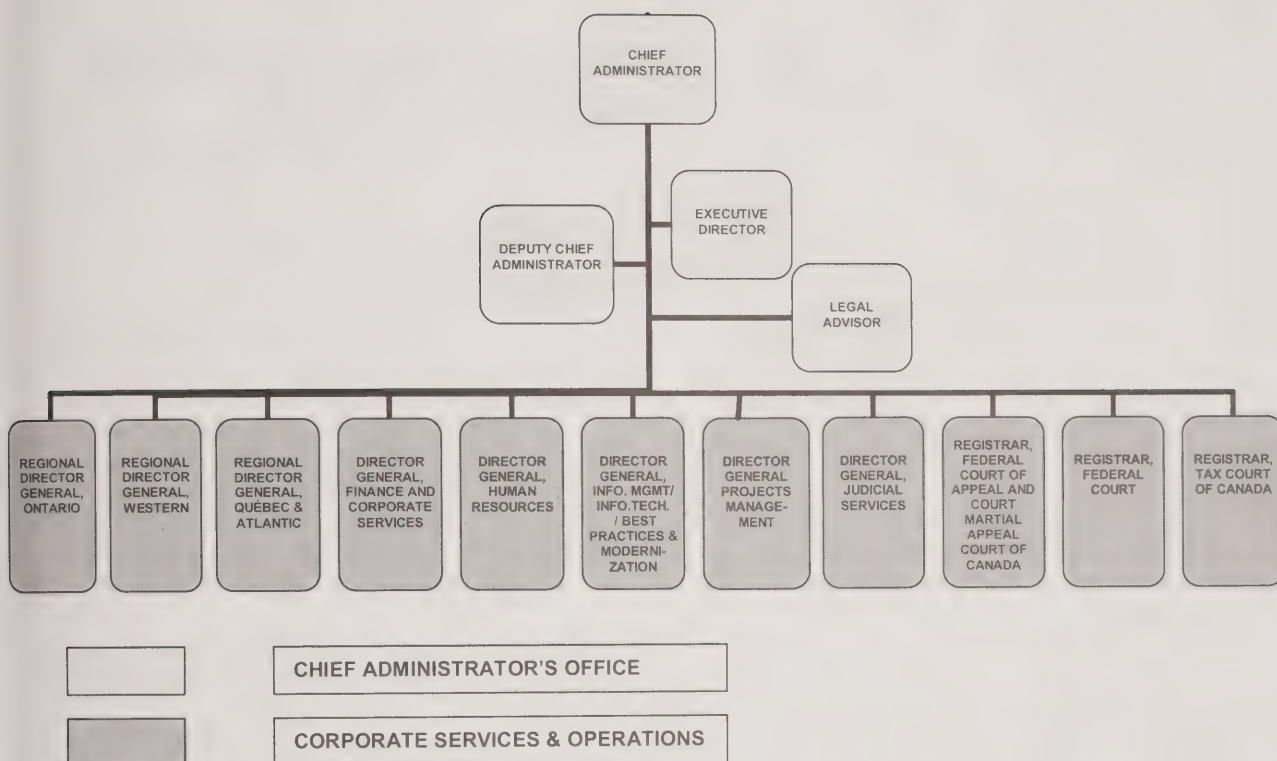 CHIEF
ADMINISTRATOR
EXECUTIVE
DIRECTOR
DEPUTY CHIEF
ADMINISTRATOR
LEGAL
ADVISOR
REGIONAL
DIRECTOR
GENERAL,
ONTARIO
REGIONAL
DIRECTOR
GENERAL,
WESTERN
REGIONAL
DIRECTOR
GENERAL,
QUÉBEC &
ATLANTIC
DIRECTOR
GENERAL,
FINANCE AND
CORPORATE
SERVICES
DIRECTOR
GENERAL,
HUMAN
RESOURCES
DIRECTOR
GENERAL,
INFO. MGMT/
INFO.TECH.
/ BEST
PRACTICES &
MODERNI-
ZATION
DIRECTOR
GENERAL
PROJECTS
MANAGE-
MENT
DIRECTOR
GENERAL,
JUDICIAL
SERVICES
REGISTRAR,
FEDERAL
COURT OF
APPEAL AND
COURT
MARTIAL
APPEAL
COURT OF
CANADA
REGISTRAR,
FEDERAL
COURT
REGISTRAR,
TAX COURT
OF CANADA
CHIEF ADMINISTRATOR'S OFFICE
CORPORATE SERVICES & OPERATIONS